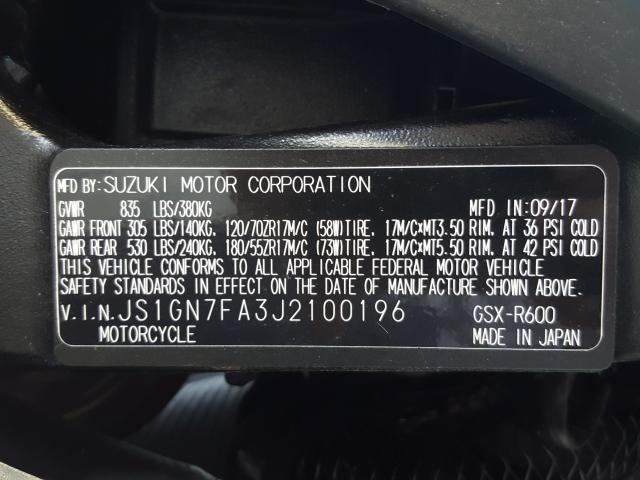 MFD BY: SUZUKI MOTOR CORPORATION
GVWR 835 LBS/380KG MFD IN: 09/17
GAWR FRONT 305 LBS/140KG, 120/70ZR17M/C (58W) TIRE, 17M/C×MT3.50 RIM, AT 36 PSI COLD
GAWR REAR 530 LBS/240KG, 180/55ZR17M/C (73W) TIRE, 17M/C×MT5.50 RIM, AT 42 PSI COLD
THIS VEHICLE CONFORMS TO ALL APPLICABLE FEDERAL MOTOR VEHICLE
SAFETY STANDARDS IN EFFECT ON THE DATE OF MANUFACTURE SHOWN ABOVE.
V.I.N. JS1GN7FA3J2100196 GSX-R600
MOTORCYCLE MADE IN JAPAN